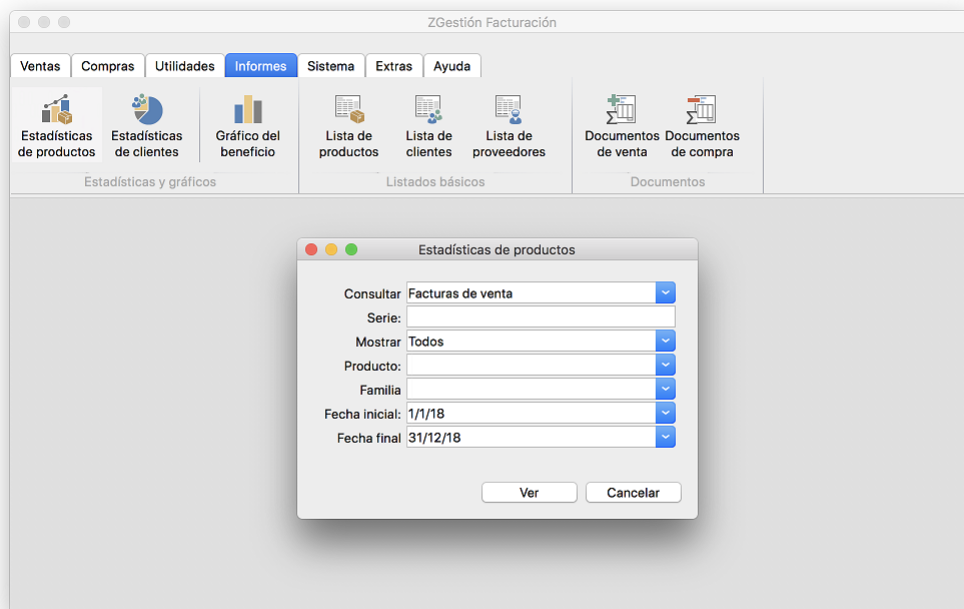 ZGestión Facturación
Ventas Compras Utilidades Informes Sistema Extras Ayuda
Estadísticas de productos
Estadísticas de clientes
Gráfico del beneficio
Lista de productos
Lista de clientes
Lista de proveedores
Documentos de venta
Documentos de compra
Estadísticas y gráficos
Listados básicos
Documentos
Estadísticas de productos
Consultar Facturas de venta
Serie:
Mostrar Todos
Producto:
Familia
Fecha inicial: 1/1/18
Fecha final 31/12/18
Ver Cancelar